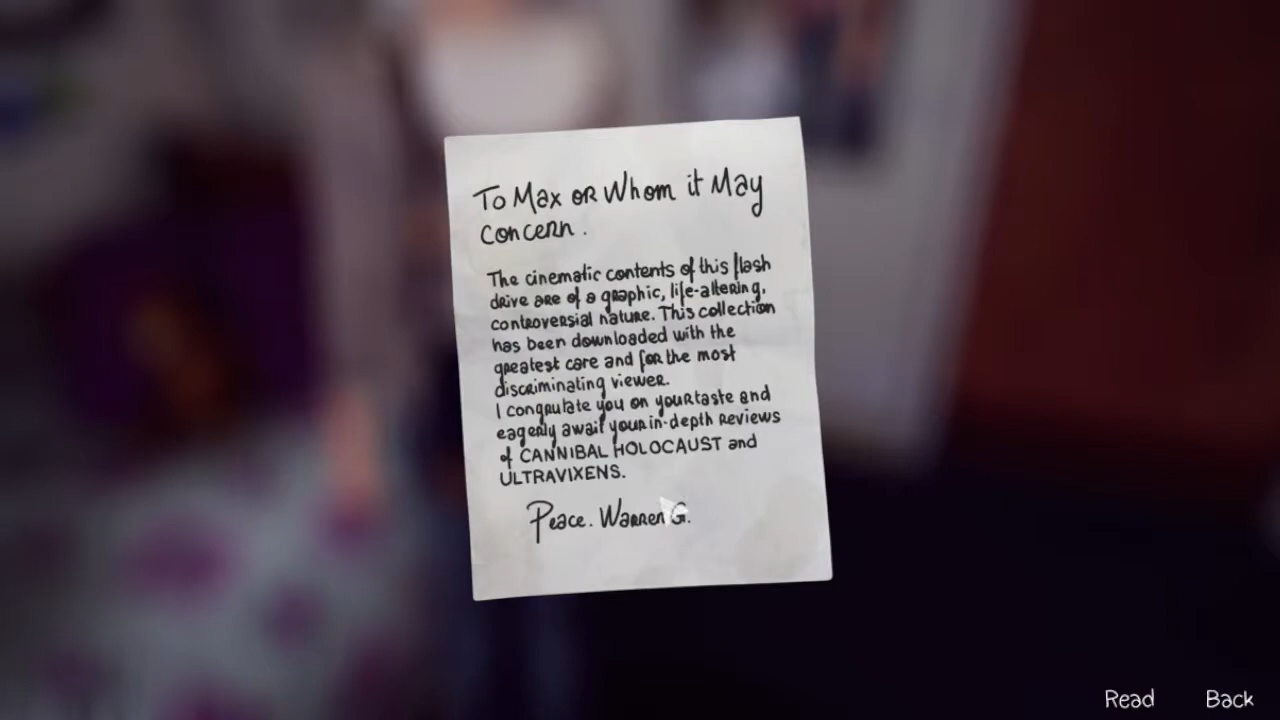 To Max or Whom it May
Concern.
The cinematic contents of this flash
drive are of a graphic, life-altering,
controversial nature. This collection
has been downloaded with the
greatest care and for the most
discriminating viewer.
I congrulate you on your taste and
eagerly await your in-depth Reviews
of CANNIBAL HOLOCAUST and
ULTRAVIXENS.
Peace. Warren G.
Read Back